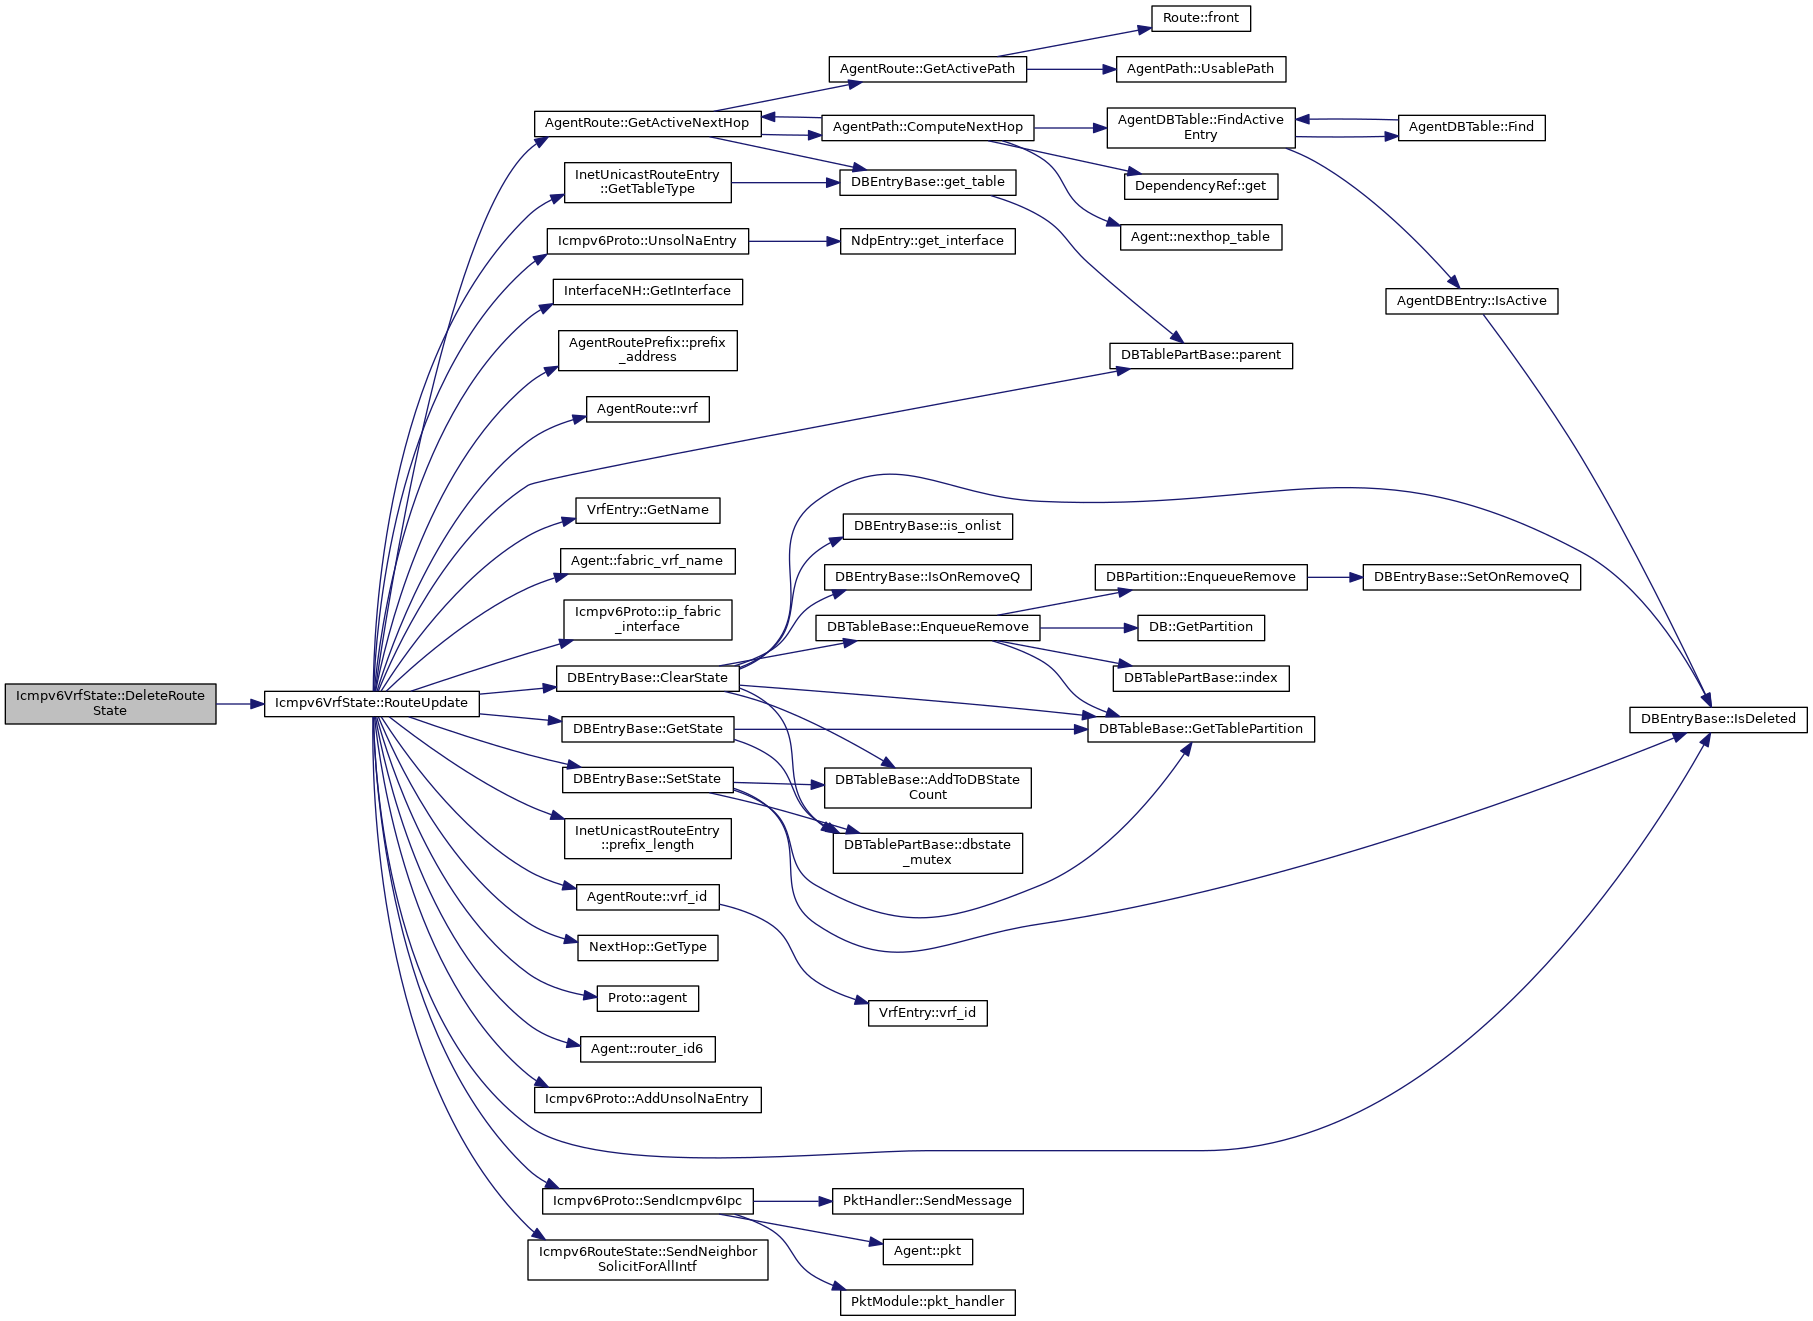 Icmpv6VrfState::DeleteRoute
State
Icmpv6VrfState::RouteUpdate
AgentRoute::GetActiveNextHop
InetUnicastRouteEntry
::GetTableType
Icmpv6Proto::UnsolNaEntry
InterfaceNH::GetInterface
AgentRoutePrefix::prefix
_address
AgentRoute::vrf
VrfEntry::GetName
Agent::fabric_vrf_name
Icmpv6Proto::ip_fabric
_interface
DBEntryBase::ClearState
DBEntryBase::GetState
DBEntryBase::SetState
InetUnicastRouteEntry
::prefix_length
AgentRoute::vrf_id
NextHop::GetType
Proto::agent
Agent::router_id6
Icmpv6Proto::AddUnsolNaEntry
Icmpv6Proto::SendIcmpv6Ipc
Icmpv6RouteState::SendNeighbor
SolicitForAllIntf
AgentRoute::GetActivePath
AgentPath::ComputeNextHop
DBEntryBase::get_table
NdpEntry::get_interface
DBEntryBase::is_onlist
DBEntryBase::IsOnRemoveQ
DBTableBase::EnqueueRemove
DBTableBase::AddToDBState
Count
DBTablePartBase::dbstate
_mutex
VrfEntry::vrf_id
PktHandler::SendMessage
Agent::pkt
PktModule::pkt_handler
Route::front
AgentPath::UsablePath
AgentDBTable::FindActive
Entry
DependencyRef::get
Agent::nexthop_table
DBTablePartBase::parent
DBPartition::EnqueueRemove
DB::GetPartition
DBTablePartBase::index
DBTableBase::GetTablePartition
AgentDBTable::Find
AgentDBEntry::IsActive
DBEntryBase::SetOnRemoveQ
DBEntryBase::IsDeleted